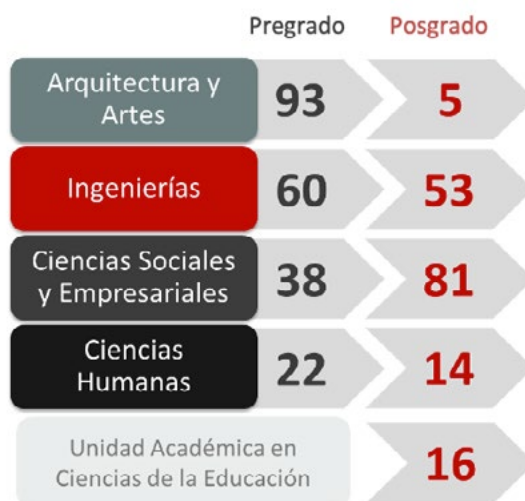 Pregrado Posgrado
Arquitectura y
Artes
93 5
Ingenierías
60 53
Ciencias Sociales
y Empresariales
38 81
Ciencias
Humanas
22 14
Unidad Académica en
Ciencias de la Educación
16